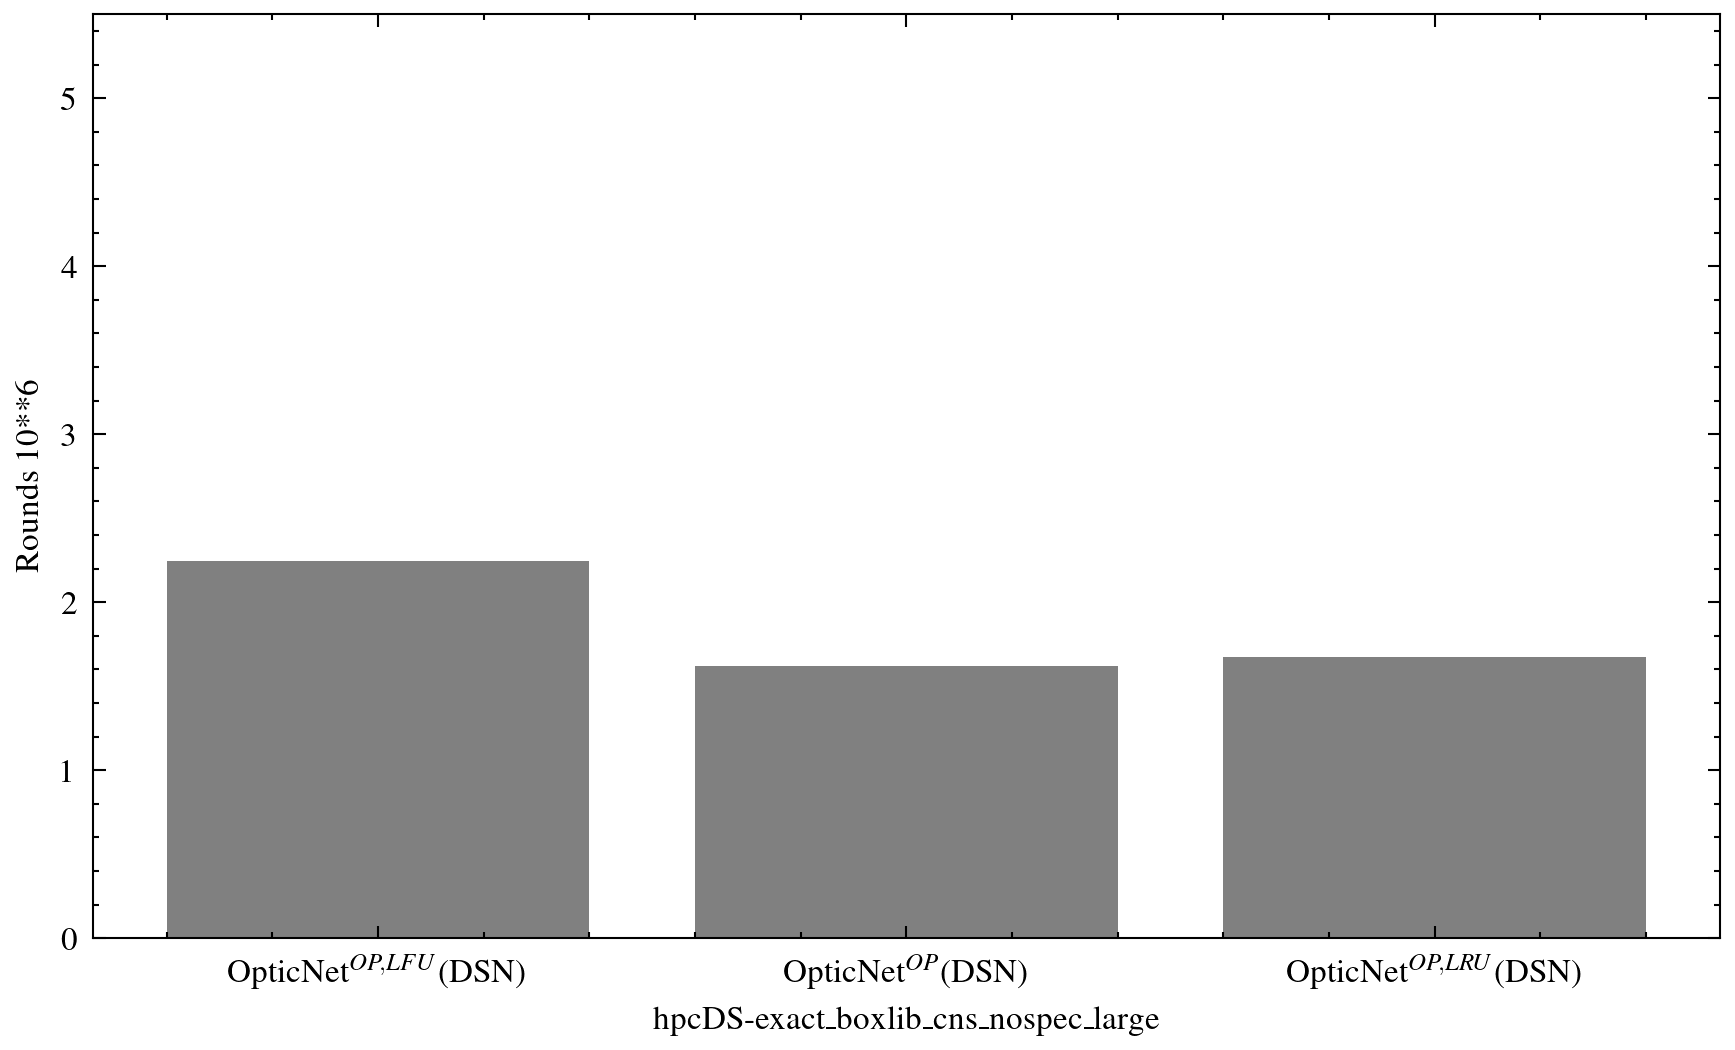 5
4
3
2
1
0
Rounds 10**6
OpticNet^{OP,LFU}(DSN) OpticNet^{OP}(DSN) OpticNet^{OP,LRU}(DSN)
hpcDS-exact_boxlib_cns_nospec_large